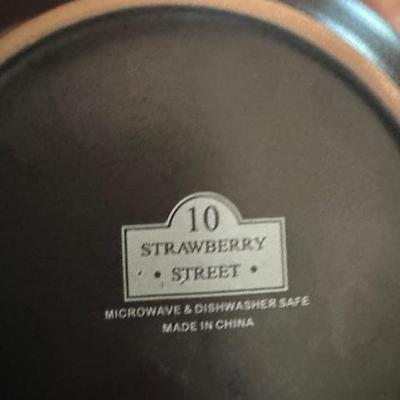 10
STRAWBERRY
• STREET •
MICROWAVE & DISHWASHER SAFE
MADE IN CHINA